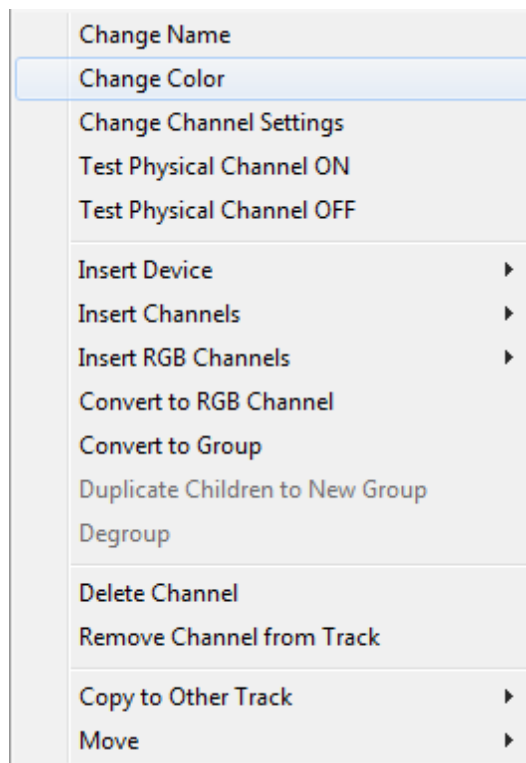 Change Name
Change Color
Change Channel Settings
Test Physical Channel ON
Test Physical Channel OFF
Insert Device
Insert Channels
Insert RGB Channels
Convert to RGB Channel
Convert to Group
Duplicate Children to New Group
Degroup
Delete Channel
Remove Channel from Track
Copy to Other Track
Move